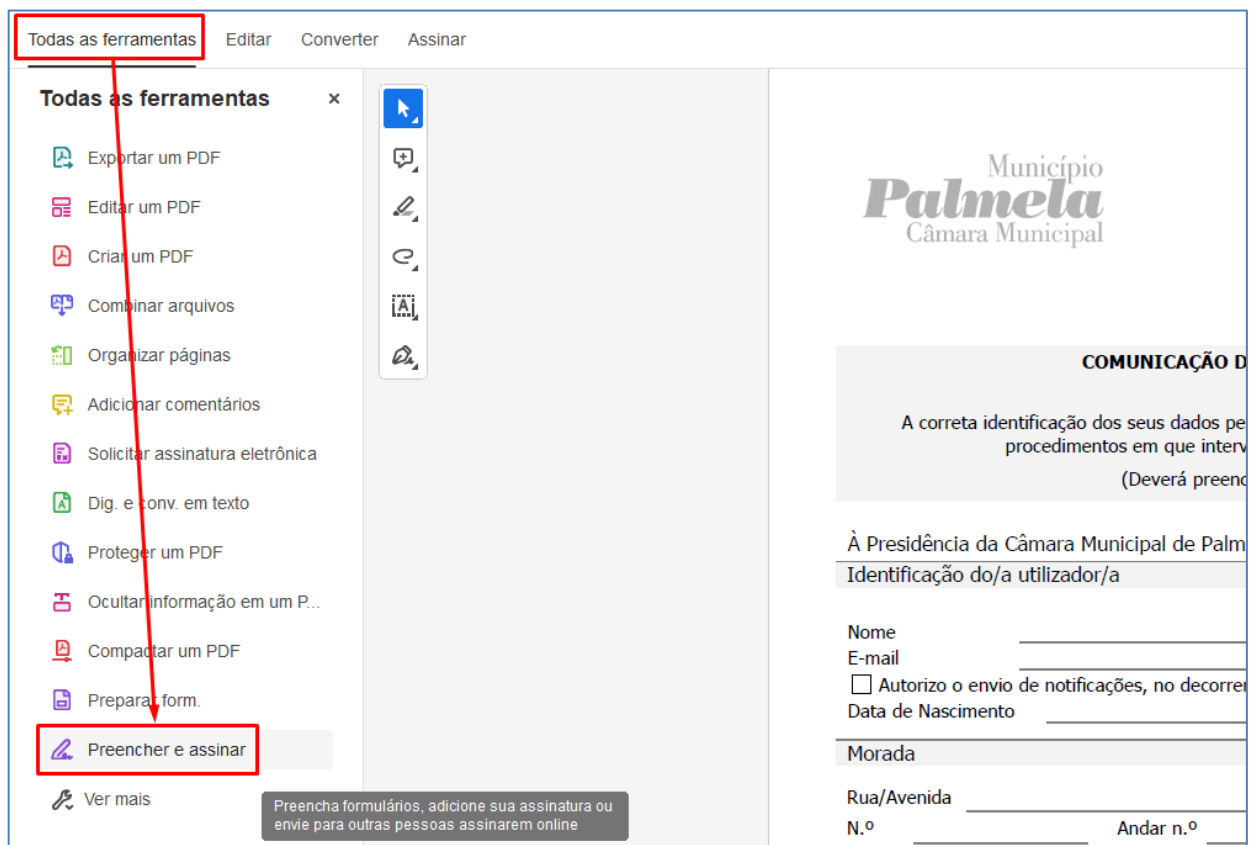 Todas as ferramentas Editar Converter Assinar
Todas as ferramentas ×
Exportar um PDF
Editar um PDF
Criar um PDF
Combinar arquivos
Organizar páginas
Adicionar comentários
Solicitar assinatura eletrônica
Dig. e conv. em texto
Proteger um PDF
Ocultar informação em um P...
Compactar um PDF
Preparar form.
Preencher e assinar
Ver mais
Preencha formulários, adicione sua assinatura ou
envie para outras pessoas assinarem online
Município
Palmela
Câmara Municipal
COMUNICAÇÃO D
A correta identificação dos seus dados pe
procedimentos em que interv
(Deverá preenc
À Presidência da Câmara Municipal de Palm
Identificação do/a utilizador/a
Nome
E-mail
Autorizo o envio de notificações, no decorrer
Data de Nascimento
Morada
Rua/Avenida
N.º Andar n.º